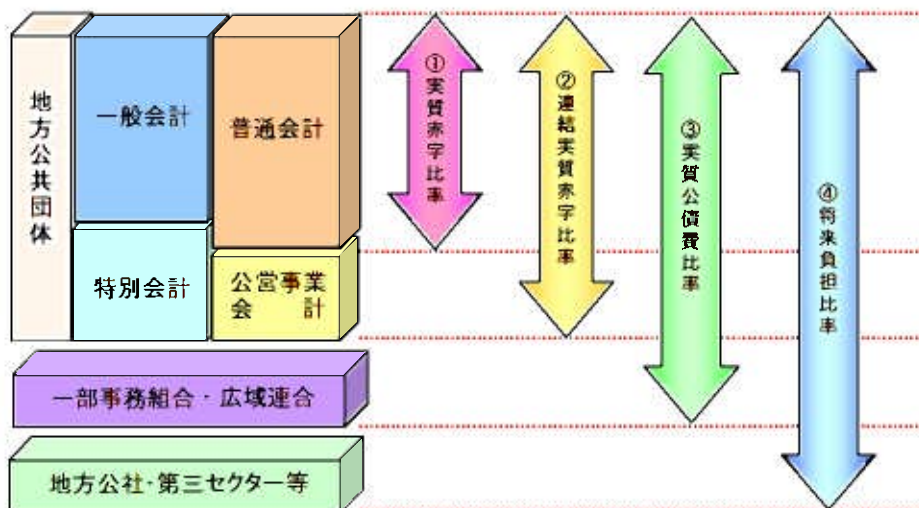 地方公共団体
一般会計
普通会計
特別会計
公営事業
会計
一部事務組合・広域連合
地方公社・第三セクター等
①実質赤字比率
②連結実質赤字比率
③実質公債費比率
④将来負担比率